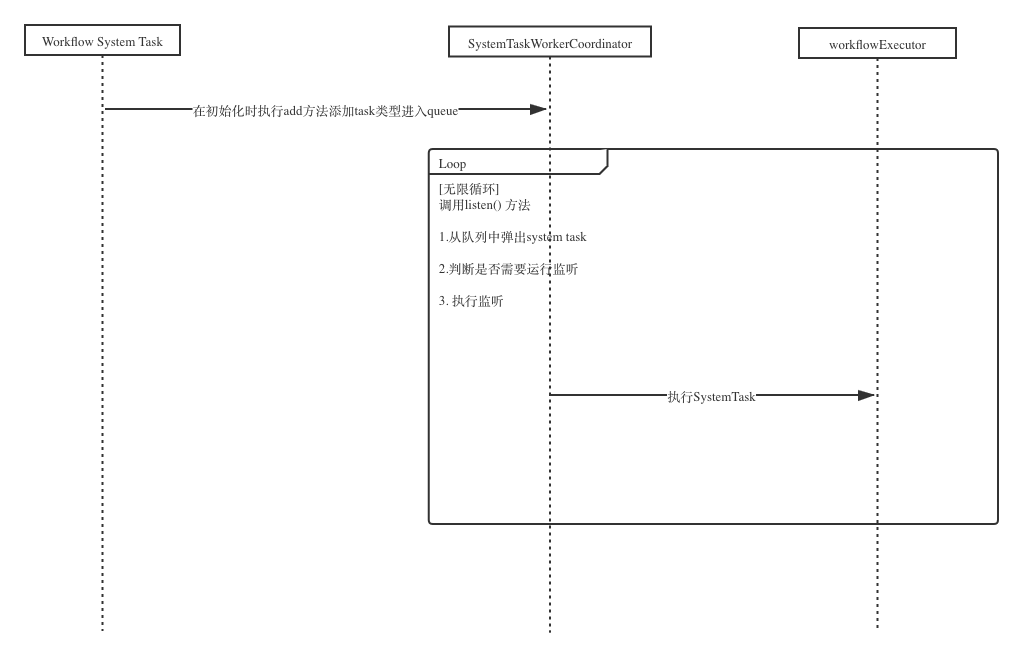 Workflow System Task
SystemTaskWorkerCoordinator
workflowExecutor
在初始化时执行add方法添加task类型进入queue
Loop
[无限循环]
调用listen() 方法
1.从队列中弹出system task
2.判断是否需要运行监听
3. 执行监听
执行SystemTask